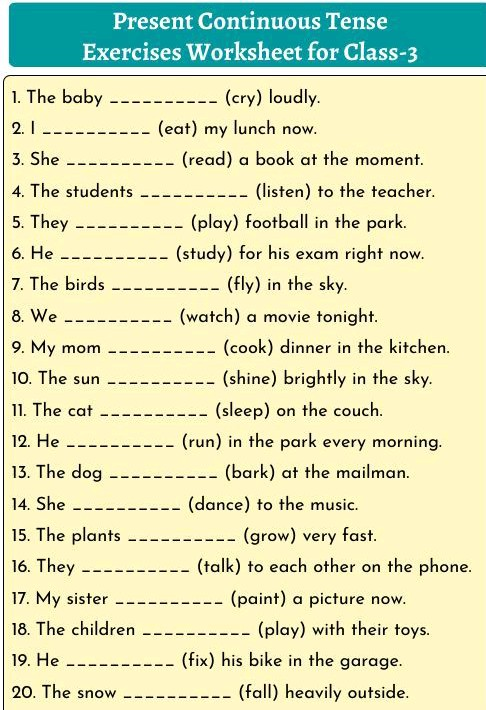 Present Continuous Tense
Exercises Worksheet for Class-3
1. The baby __________ (cry) loudly.
2. I __________ (eat) my lunch now.
3. She __________ (read) a book at the moment.
4. The students __________ (listen) to the teacher.
5. They __________ (play) football in the park.
6. He __________ (study) for his exam right now.
7. The birds __________ (fly) in the sky.
8. We __________ (watch) a movie tonight.
9. My mom __________ (cook) dinner in the kitchen.
10. The sun __________ (shine) brightly in the sky.
11. The cat __________ (sleep) on the couch.
12. He __________ (run) in the park every morning.
13. The dog __________ (bark) at the mailman.
14. She __________ (dance) to the music.
15. The plants __________ (grow) very fast.
16. They __________ (talk) to each other on the phone.
17. My sister __________ (paint) a picture now.
18. The children __________ (play) with their toys.
19. He __________ (fix) his bike in the garage.
20. The snow __________ (fall) heavily outside.